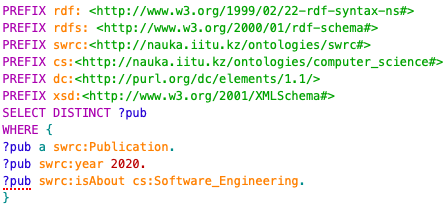 PREFIX rdf: <http://www.w3.org/1999/02/22-rdf-syntax-ns#>
PREFIX rdfs: <http://www.w3.org/2000/01/rdf-schema#>
PREFIX swrc:<http://nauka.iitu.kz/ontologies/swrc#>
PREFIX cs:<http://nauka.iitu.kz/ontologies/computer_science#>
PREFIX dc:<http://purl.org/dc/elements/1.1/>
PREFIX xsd:<http://www.w3.org/2001/XMLSchema#>
SELECT DISTINCT ?pub
WHERE {
?pub a swrc:Publication.
?pub swrc:year 2020.
?pub swrc:isAbout cs:Software_Engineering.
}